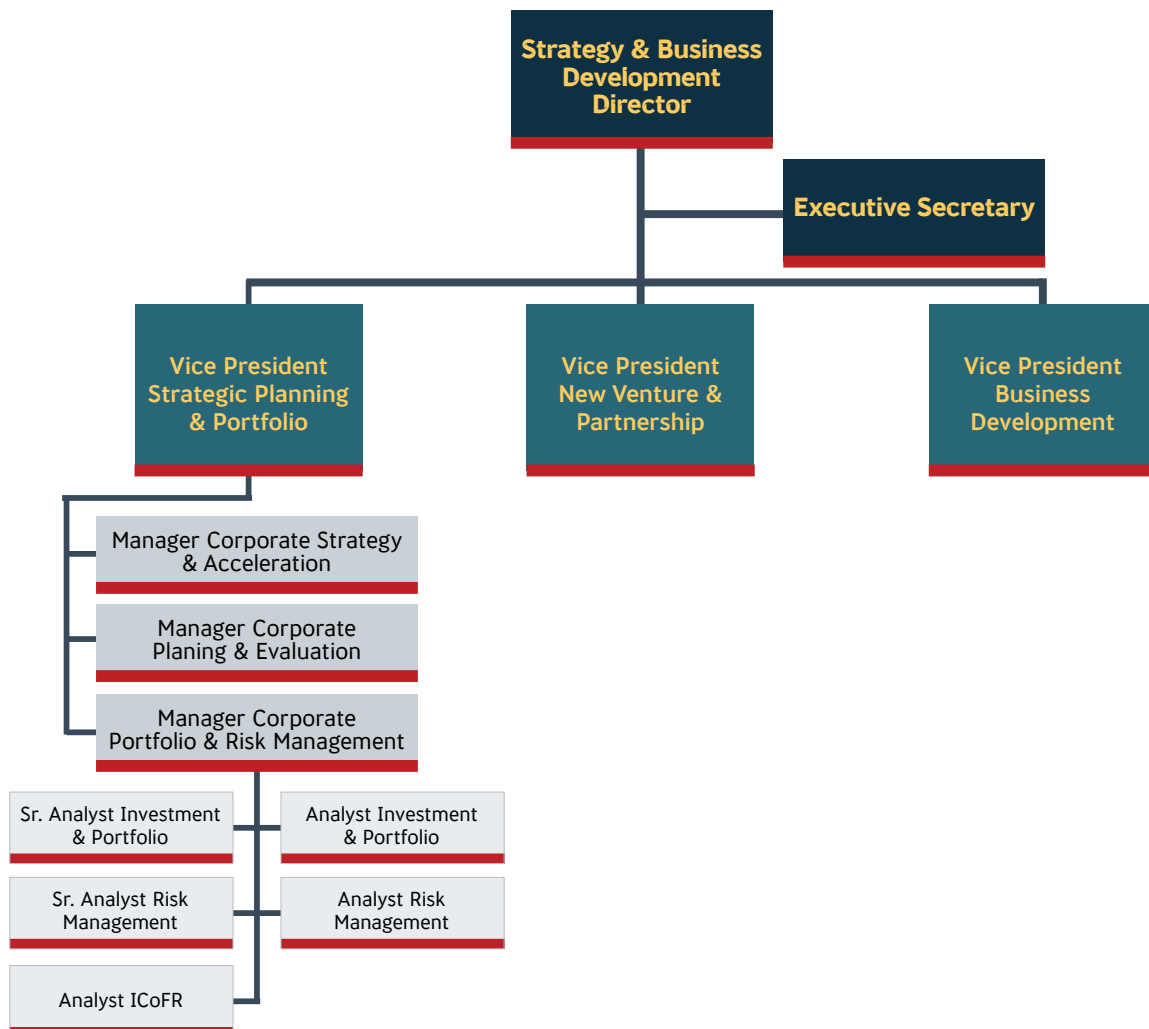 Strategy & Business
Development
Director
Executive Secretary
Vice President
Strategic Planning
& Portfolio
Vice President
New Venture &
Partnership
Vice President
Business
Development
Manager Corporate Strategy
& Acceleration
Manager Corporate
Planing & Evaluation
Manager Corporate
Portfolio & Risk Management
Sr. Analyst Investment
& Portfolio
Analyst Investment
& Portfolio
Sr. Analyst Risk
Management
Analyst Risk
Management
Analyst ICoFR